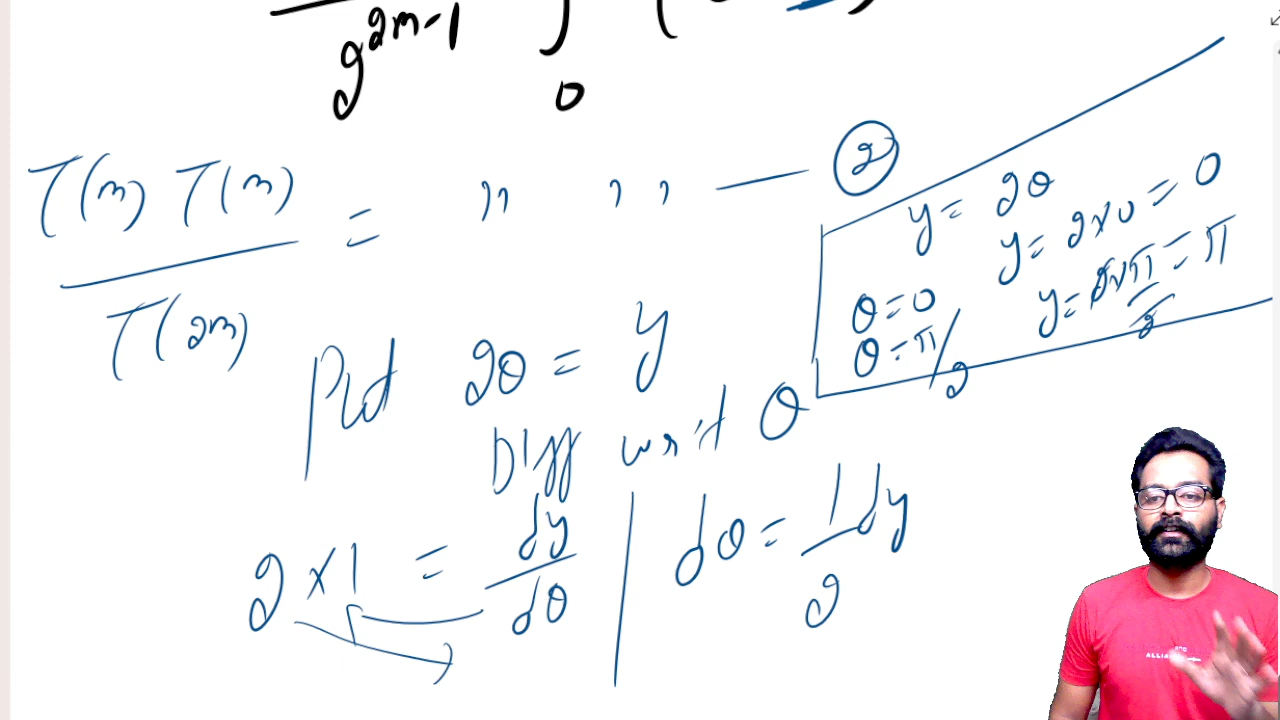 2^{2m-1} ∫ 0 (
T(m) T(m) / T(2m) = ,, ,, — ②
y = 2θ
y = 2×0 = 0
θ = 0
θ = π/2
y = 2×π/2 = π
Put 2θ = y
Diff w.r.t θ
2×1 = dy/dθ | dθ = 1/2 dy